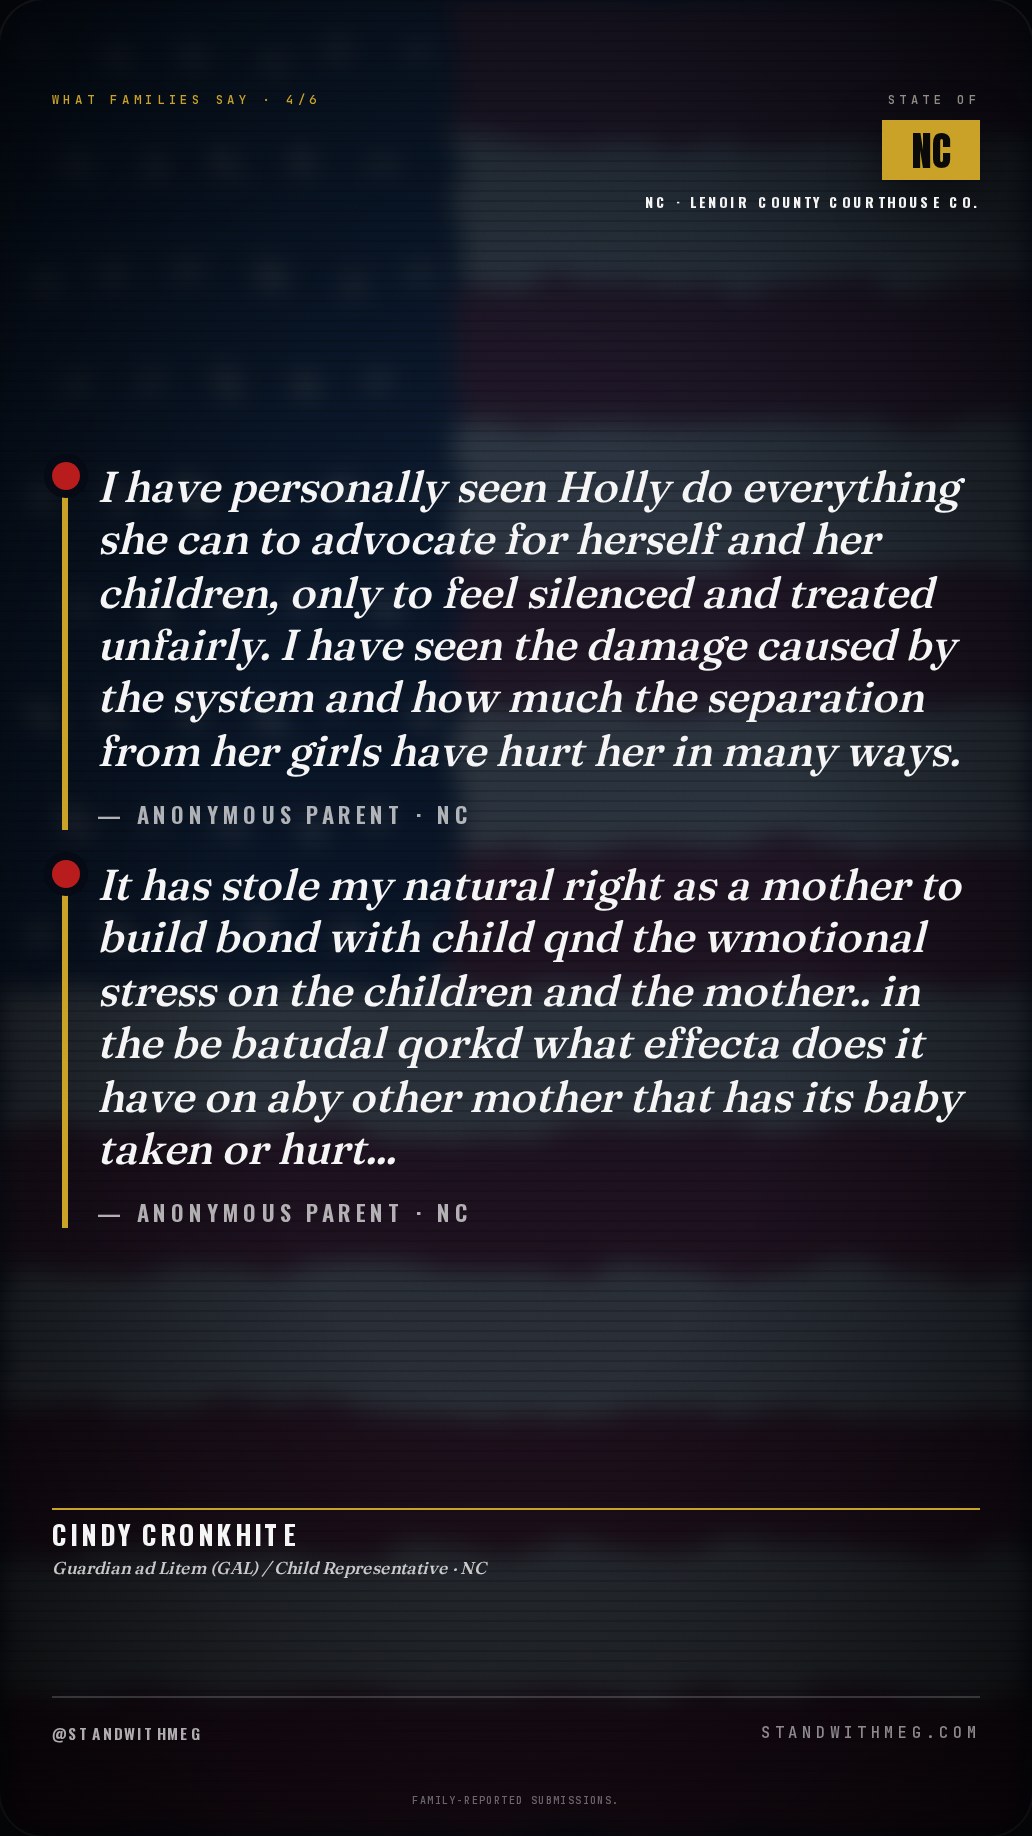 WHAT FAMILIES SAY · 4/6
STATE OF
NC
NC · LENOIR COUNTY COURTHOUSE CO.
I have personally seen Holly do everything
she can to advocate for herself and her
children, only to feel silenced and treated
unfairly. I have seen the damage caused by
the system and how much the separation
from her girls have hurt her in many ways.
— ANONYMOUS PARENT · NC
It has stole my natural right as a mother to
build bond with child qnd the wmotional
stress on the children and the mother.. in
the be batudal qorkd what effecta does it
have on aby other mother that has its baby
taken or hurt...
— ANONYMOUS PARENT · NC
CINDY CRONKHITE
Guardian ad Litem (GAL) / Child Representative · NC
@STANDWITHMEG
STANDWITHMEG.COM
FAMILY-REPORTED SUBMISSIONS.